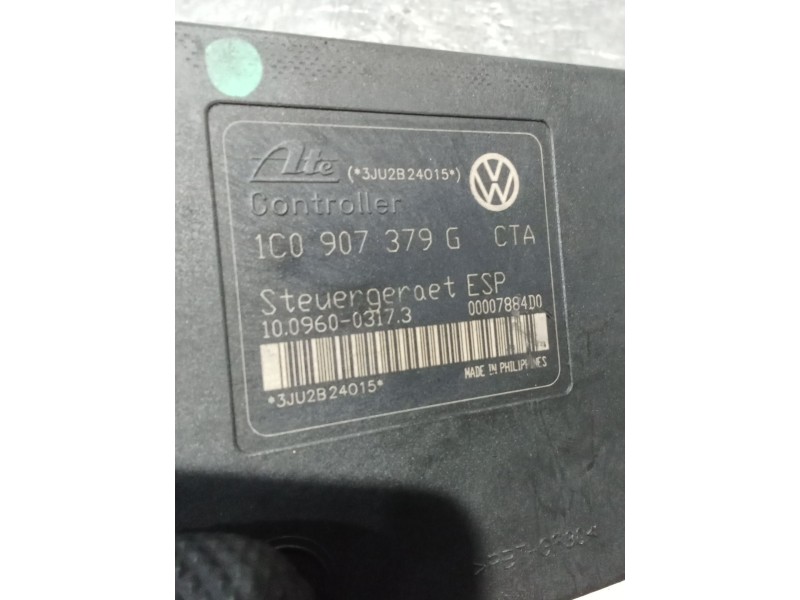 Ate (*3JU2B24015*)
Controller
1C0 907 379 G CTA
Steuergeraet ESP
10.0960-0317.3 00007884D0
MADE IN PHILIPPINES
*3JU2B24015*